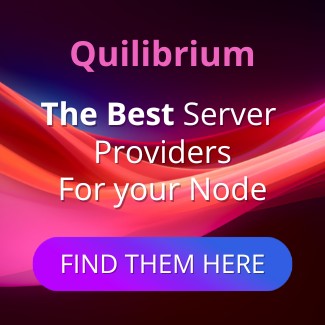 Quilibrium
The Best Server
Providers
For your Node
FIND THEM HERE